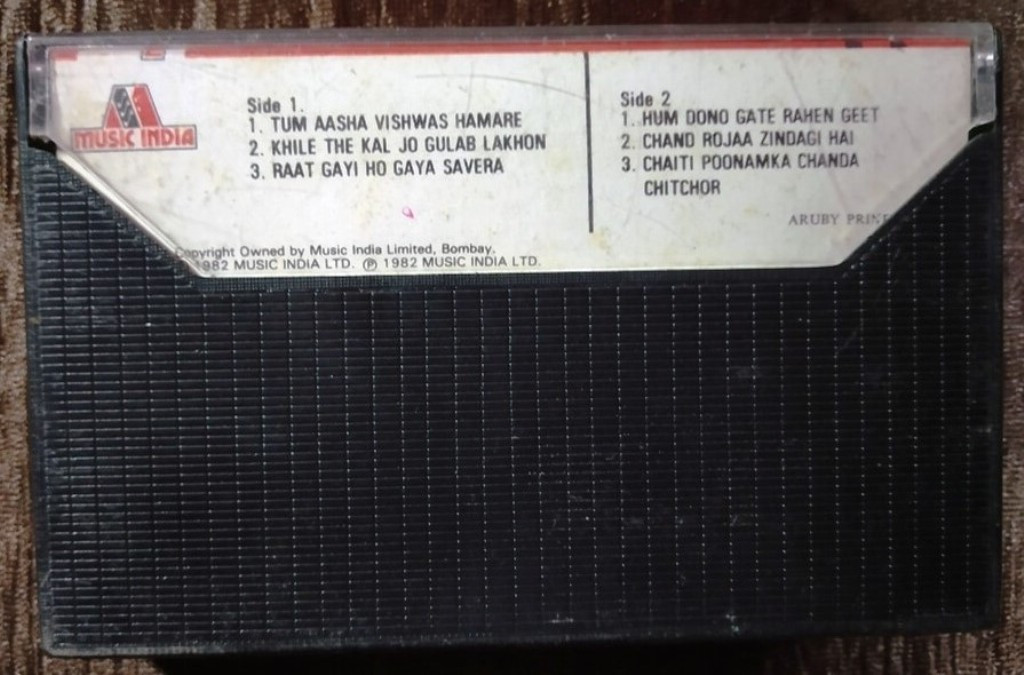 MUSIC INDIA
Side 1.
1. TUM AASHA VISHWAS HAMARE
2. KHILE THE KAL JO GULAB LAKHON
3. RAAT GAYI HO GAYA SAVERA
Side 2
1. HUM DONO GATE RAHEN GEET
2. CHAND ROJAA ZINDAGI HAI
3. CHAITI POONAMKA CHANDA
CHITCHOR
ARUBY
Copyright Owned by Music India Limited, Bombay.
1982 MUSIC INDIA LTD. ℗ 1982 MUSIC INDIA LTD.